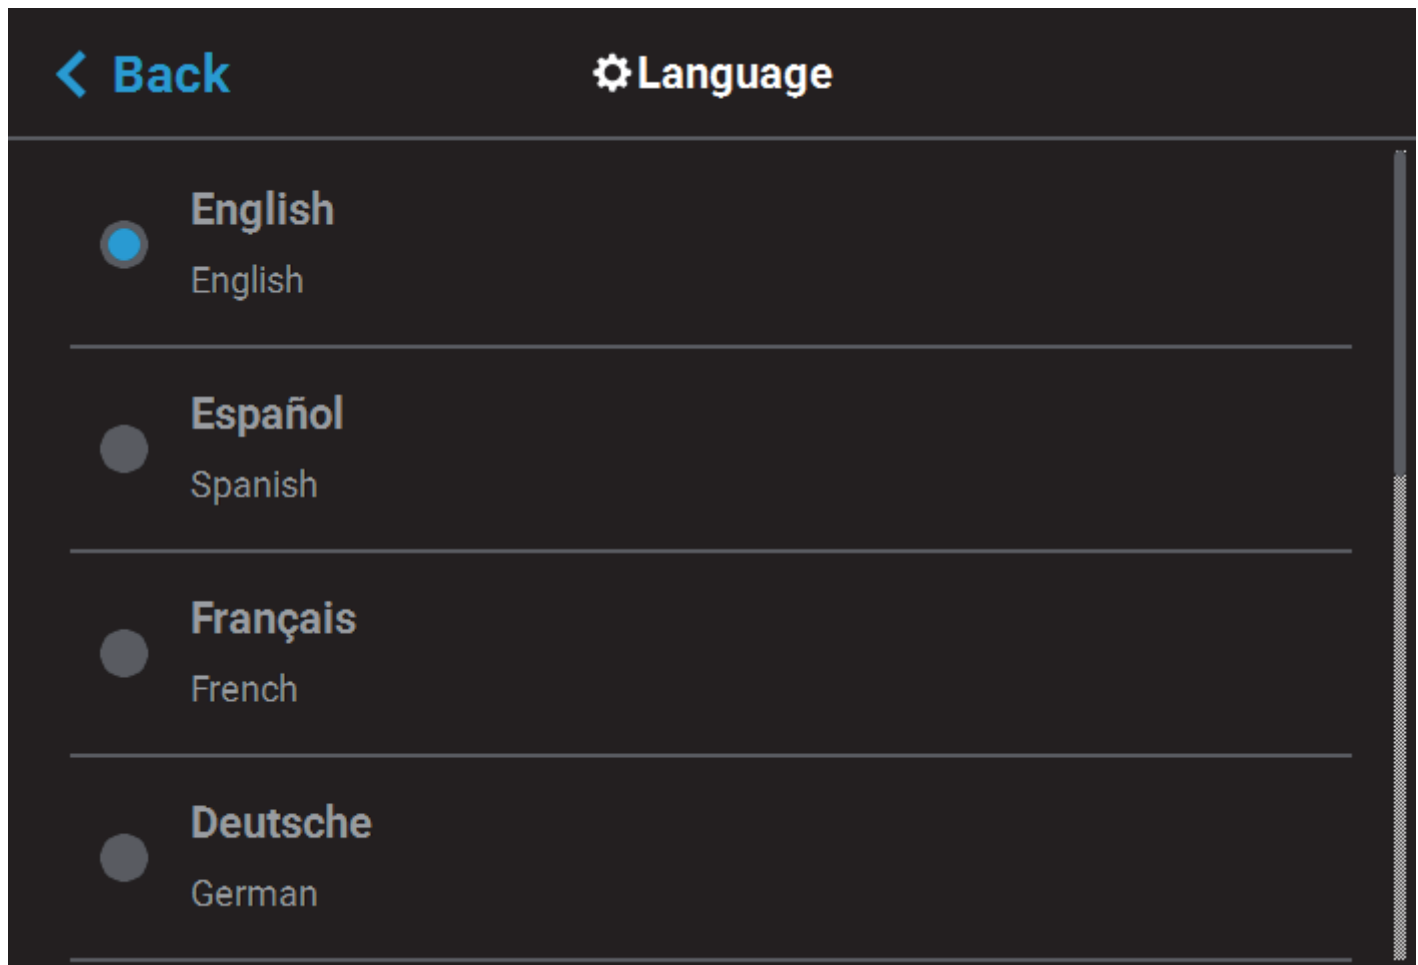 Back
Language
English
English
Español
Spanish
Français
French
Deutsche
German